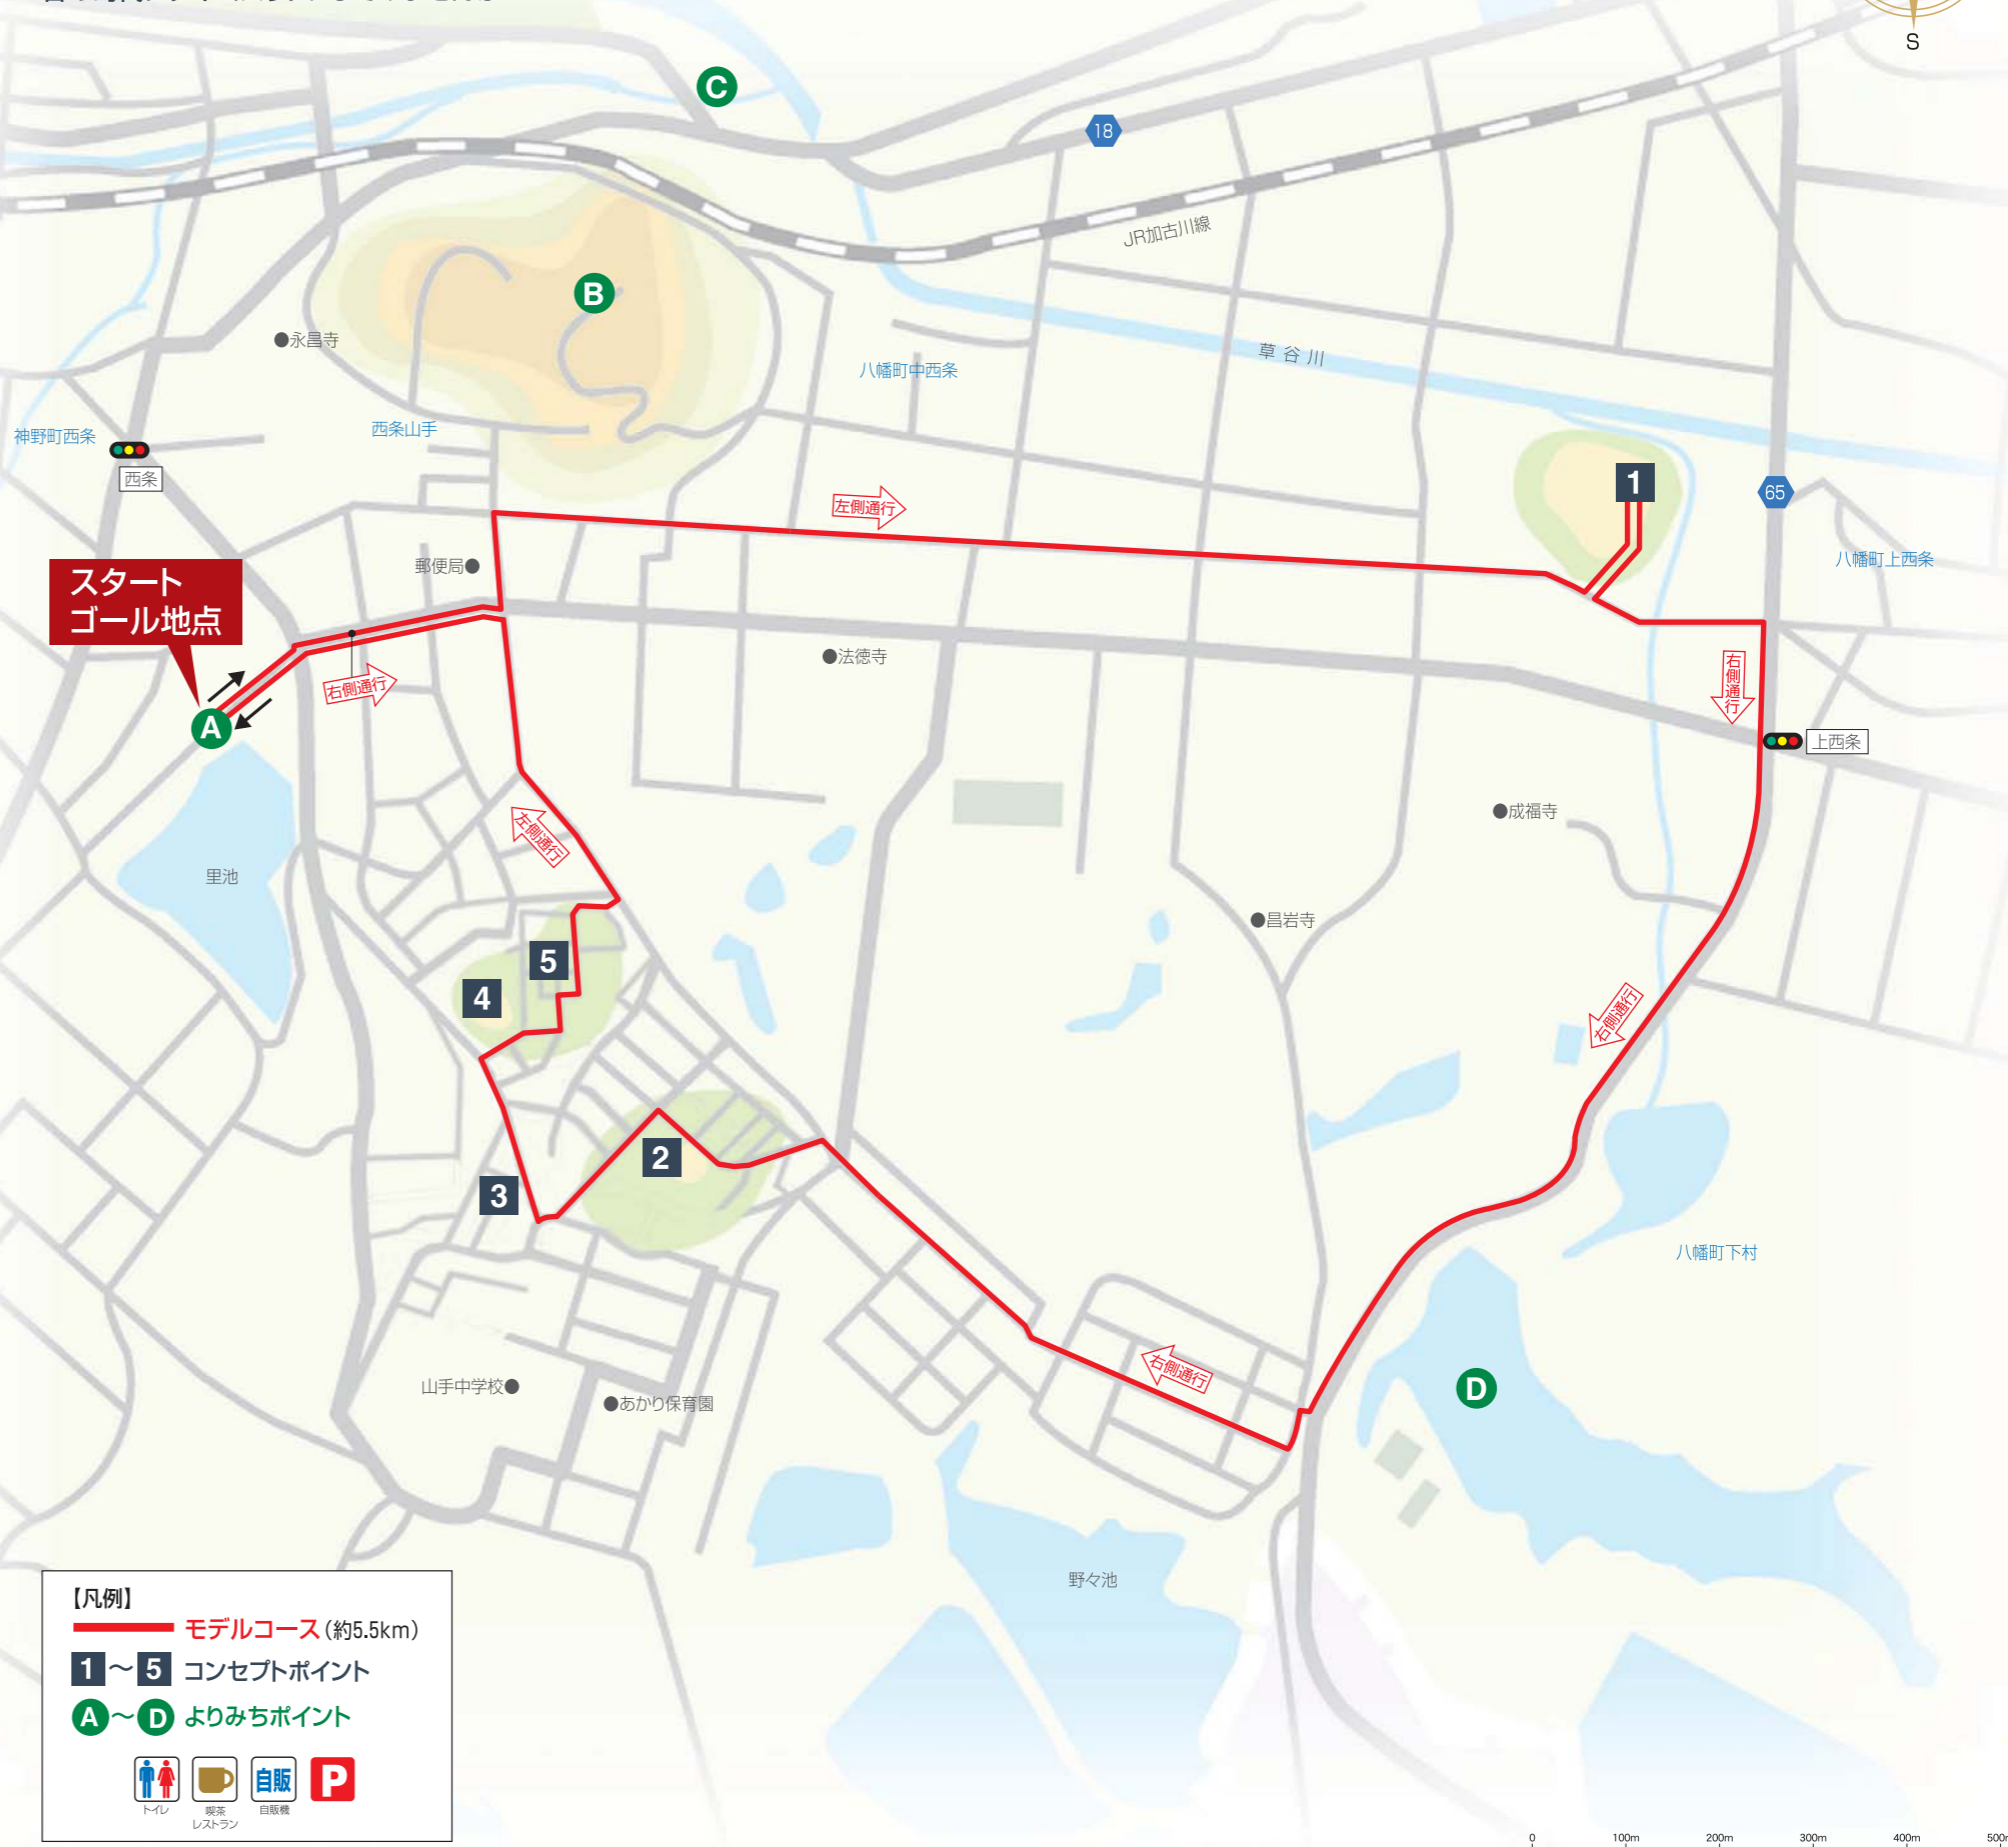 S
C
18
JR加古川線
B
永昌寺
草谷川
八幡町中西条
西条山手
神野町西条
西条
1
65
左側通行
八幡町上西条
郵便局
スタート
ゴール地点
法徳寺
右側通行
右側通行
A
上西条
成福寺
左側通行
里池
昌岩寺
5
4
右側通行
2
3
八幡町下村
右側通行
D
山手中学校
あかり保育園
野々池
【凡例】
モデルコース(約5.5km)
1～5 コンセプトポイント
A～D よりみちポイント
自販 P
トイレ 喫茶 自販機
レストラン
0 100m 200m 300m 400m 500m